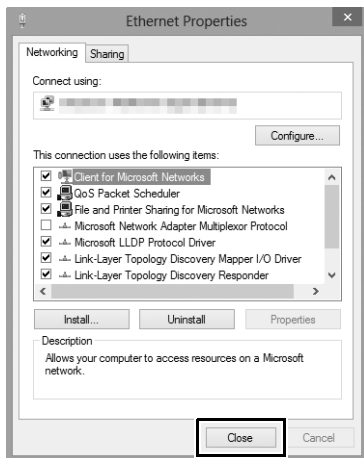 Ethernet Properties
Networking Sharing
Connect using:
Configure...
This connection uses the following items:
Client for Microsoft Networks
QoS Packet Scheduler
File and Printer Sharing for Microsoft Networks
Microsoft Network Adapter Multiplexor Protocol
Microsoft LLDP Protocol Driver
Link-Layer Topology Discovery Mapper I/O Driver
Link-Layer Topology Discovery Responder
Install... Uninstall Properties
Description
Allows your computer to access resources on a Microsoft
network.
Close Cancel